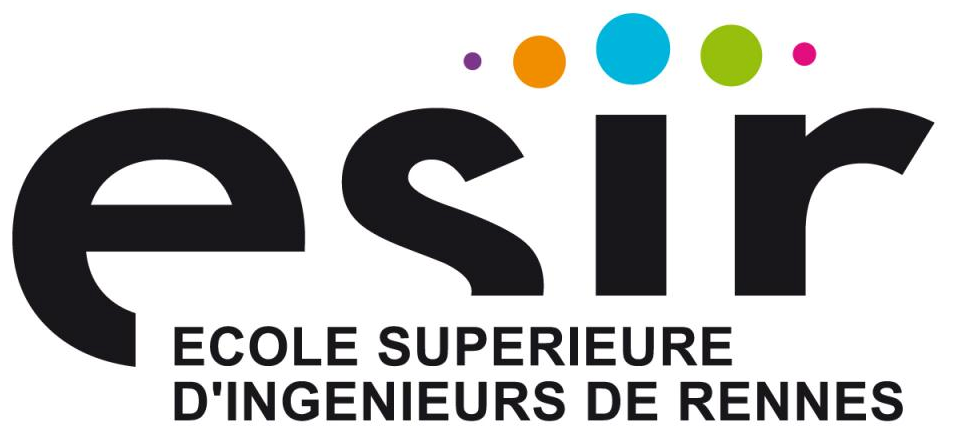 esir
ECOLE SUPERIEURE
D'INGENIEURS DE RENNES